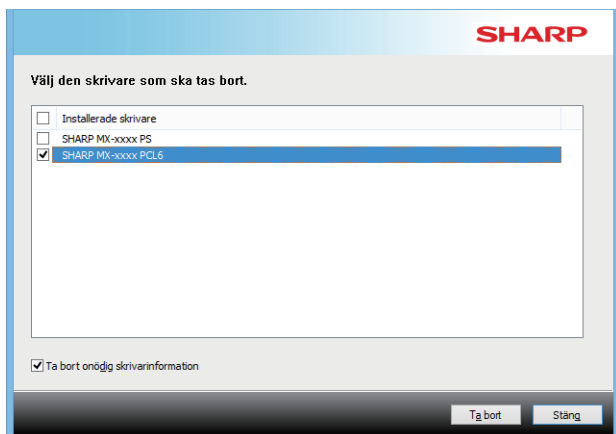 SHARP
Välj den skrivare som ska tas bort.
Installerade skrivare
SHARP MX-xxxx PS
SHARP MX-xxxx PCL6
Ta bort onödig skrivarinformation
Ta bort
Stäng